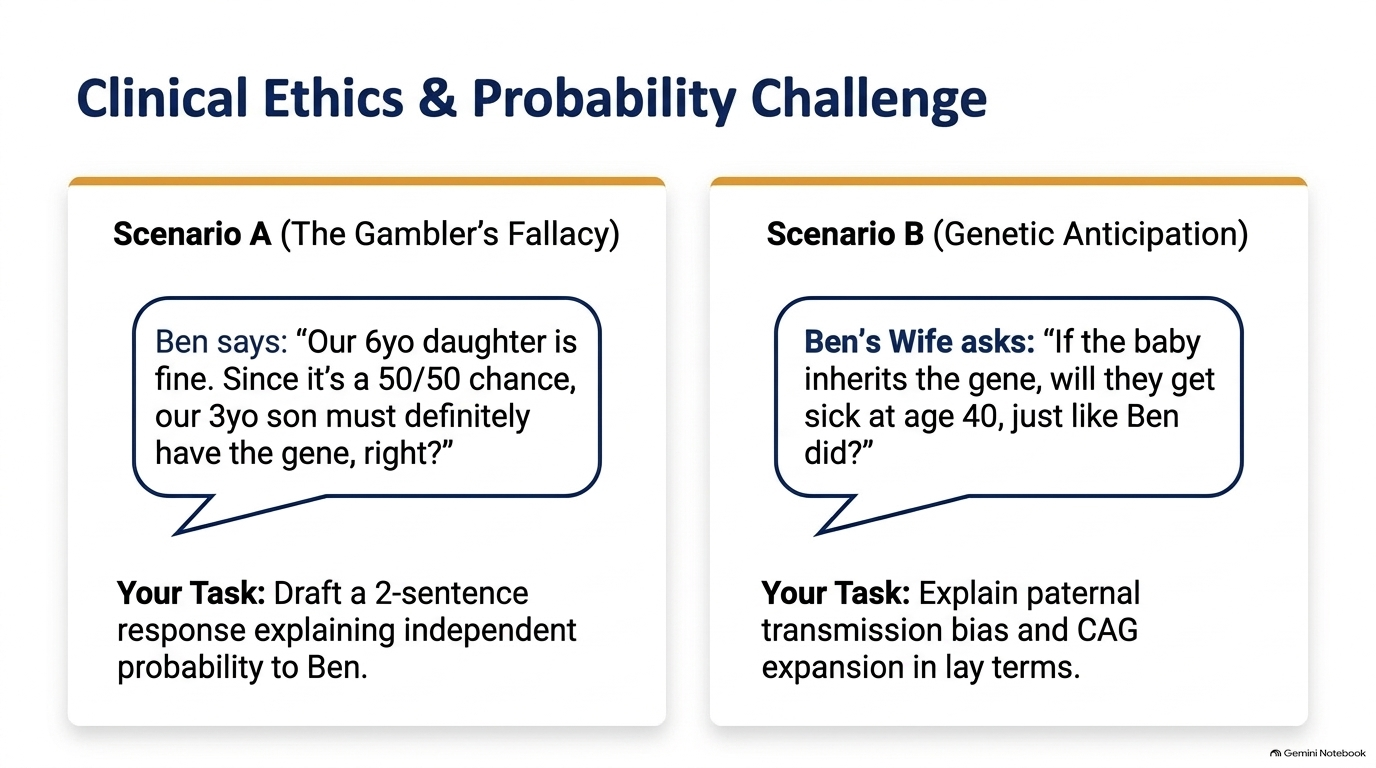 Clinical Ethics & Probability Challenge
Scenario A (The Gambler’s Fallacy)
Ben says: “Our 6yo daughter is
fine. Since it’s a 50/50 chance,
our 3yo son must definitely
have the gene, right?”
Your Task: Draft a 2-sentence
response explaining independent
probability to Ben.
Scenario B (Genetic Anticipation)
Ben’s Wife asks: “If the baby
inherits the gene, will they get
sick at age 40, just like Ben
did?”
Your Task: Explain paternal
transmission bias and CAG
expansion in lay terms.
Gemini Notebook